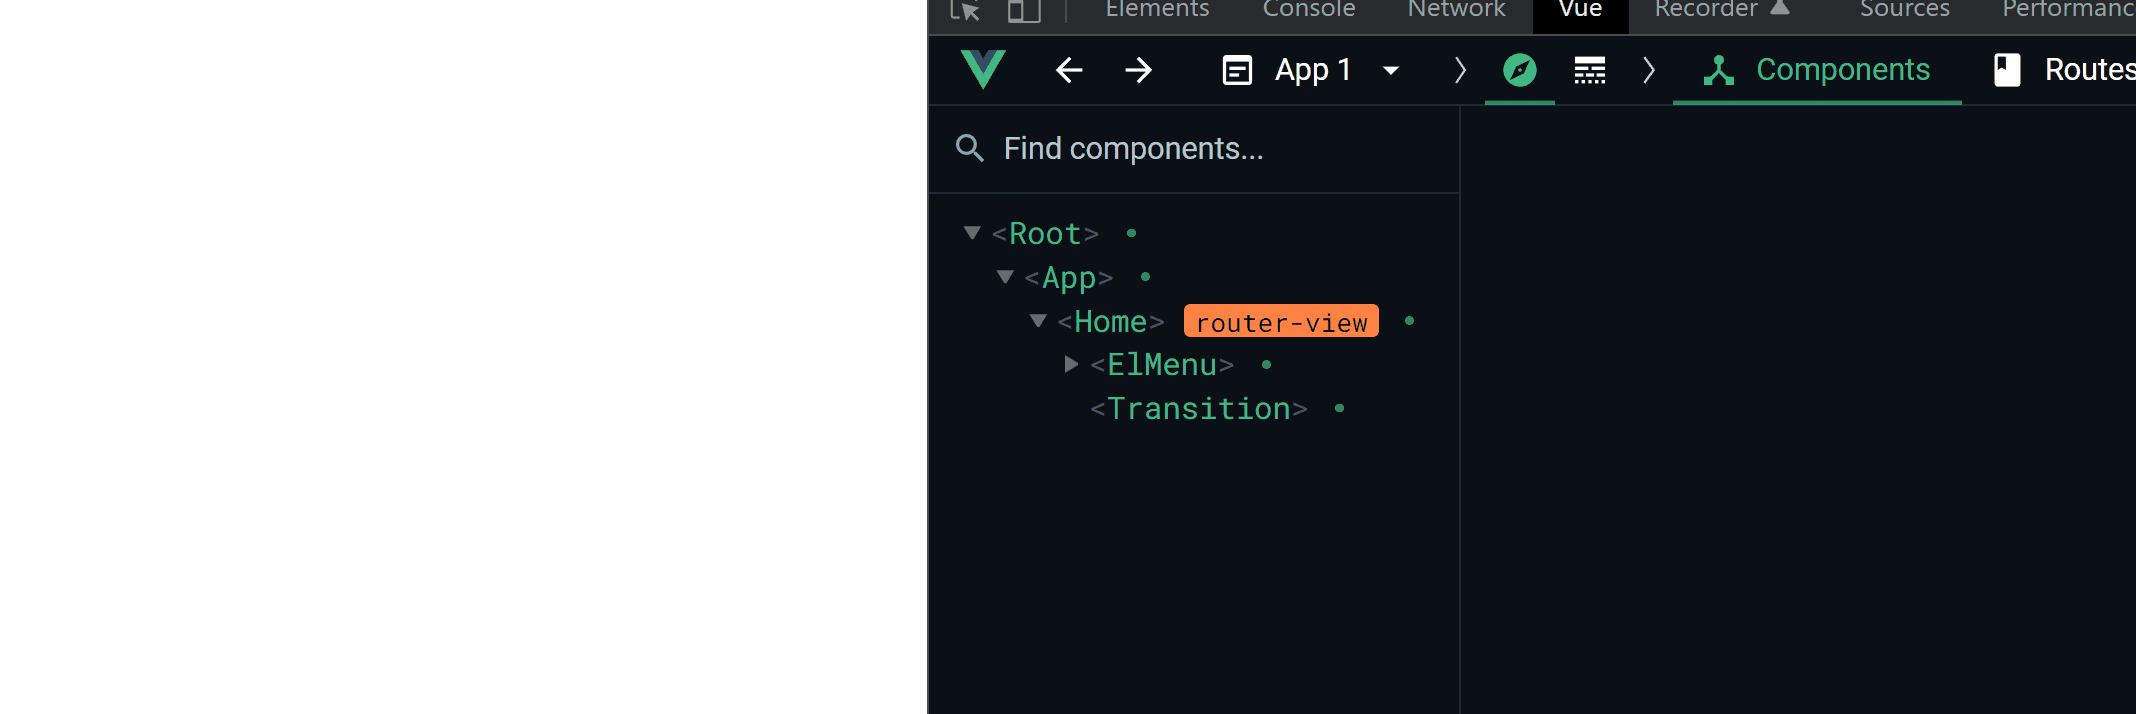 Elements Console Network Vue Recorder Sources Performanc
App 1 Components Routes
Find components...
<Root>
<App>
<Home> router-view
<ElMenu>
<Transition>